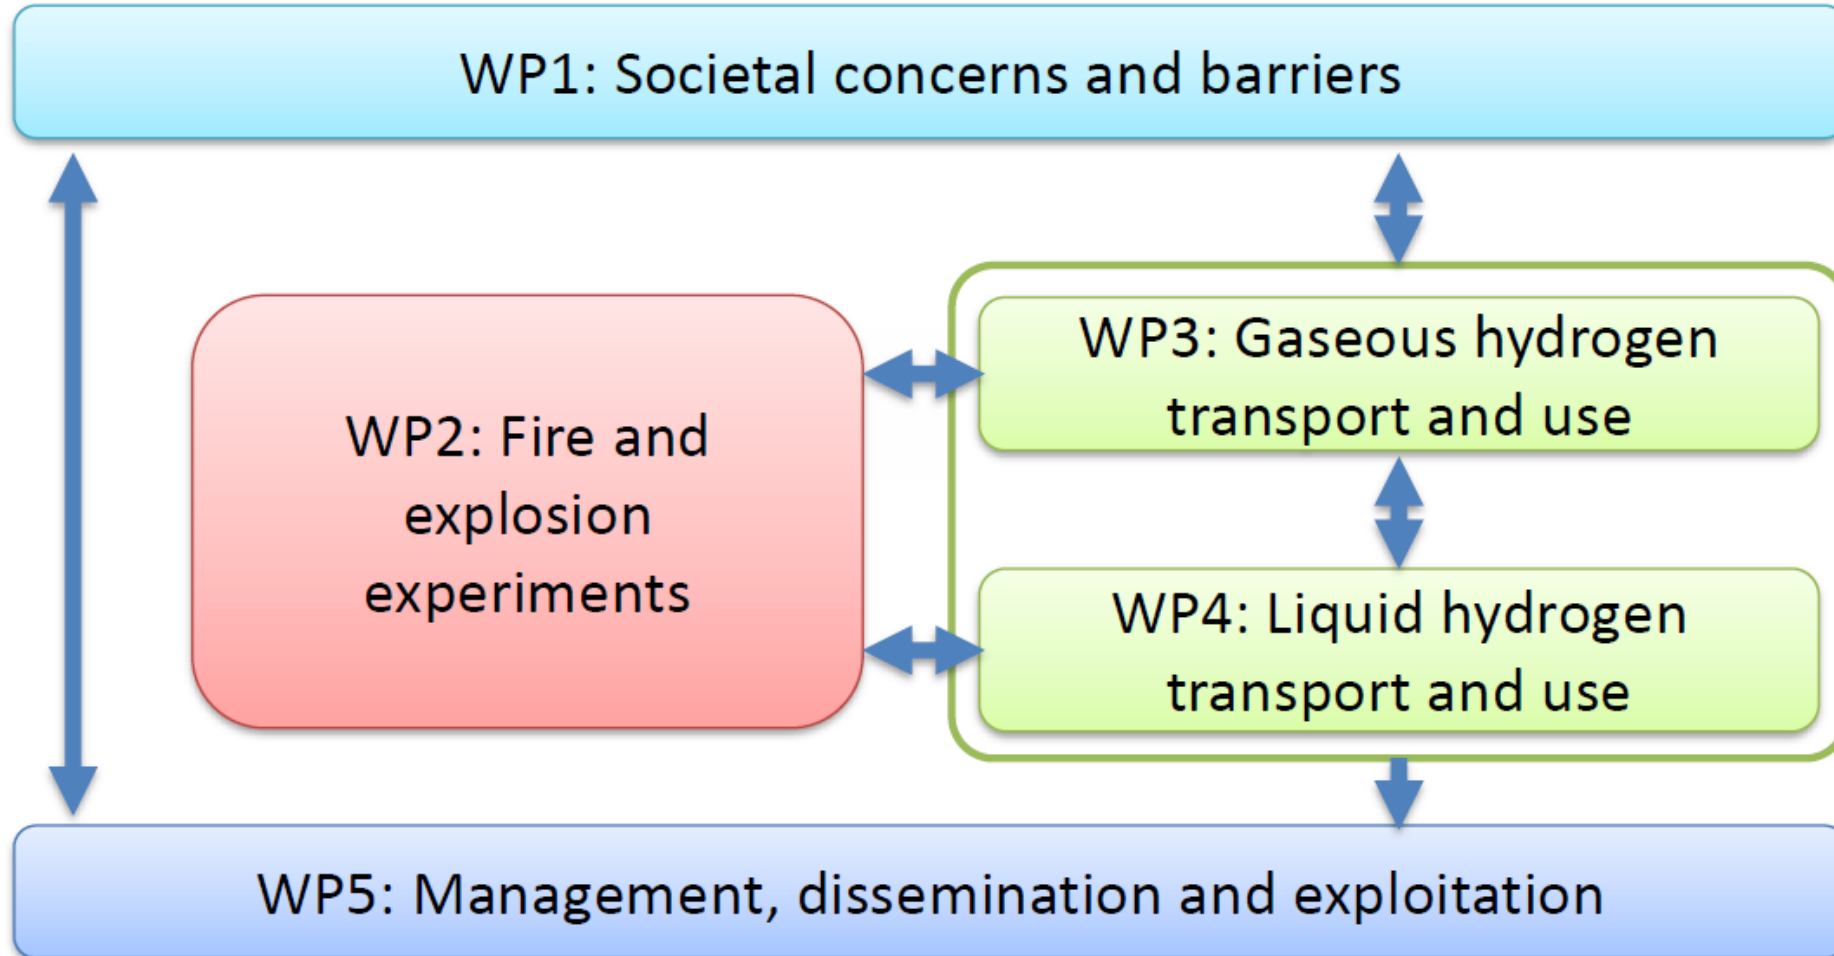 WP1: Societal concerns and barriers
WP2: Fire and
explosion
experiments
WP3: Gaseous hydrogen
transport and use
WP4: Liquid hydrogen
transport and use
WP5: Management, dissemination and exploitation